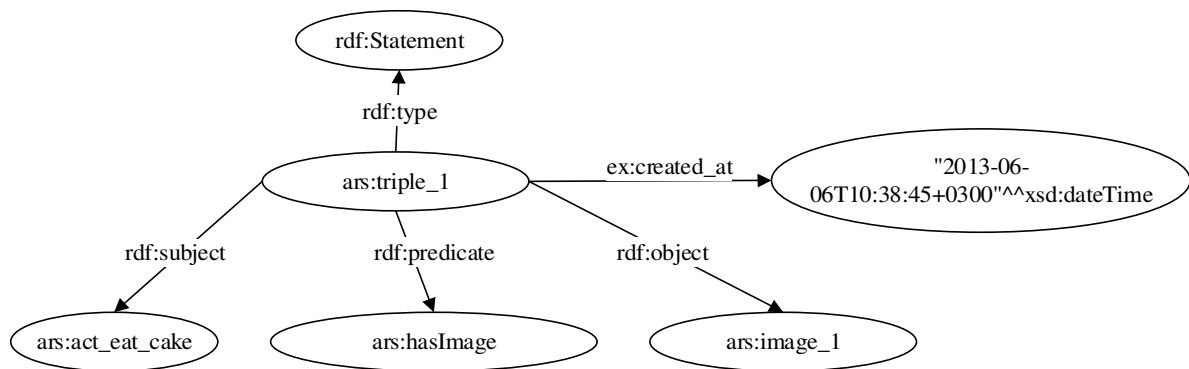 rdf:Statement
rdf:type
ars:triple_1
ex:created_at
"2013-06-
06T10:38:45+0300"^^xsd:dateTime
rdf:subject
rdf:predicate
rdf:object
ars:act_eat_cake
ars:hasImage
ars:image_1